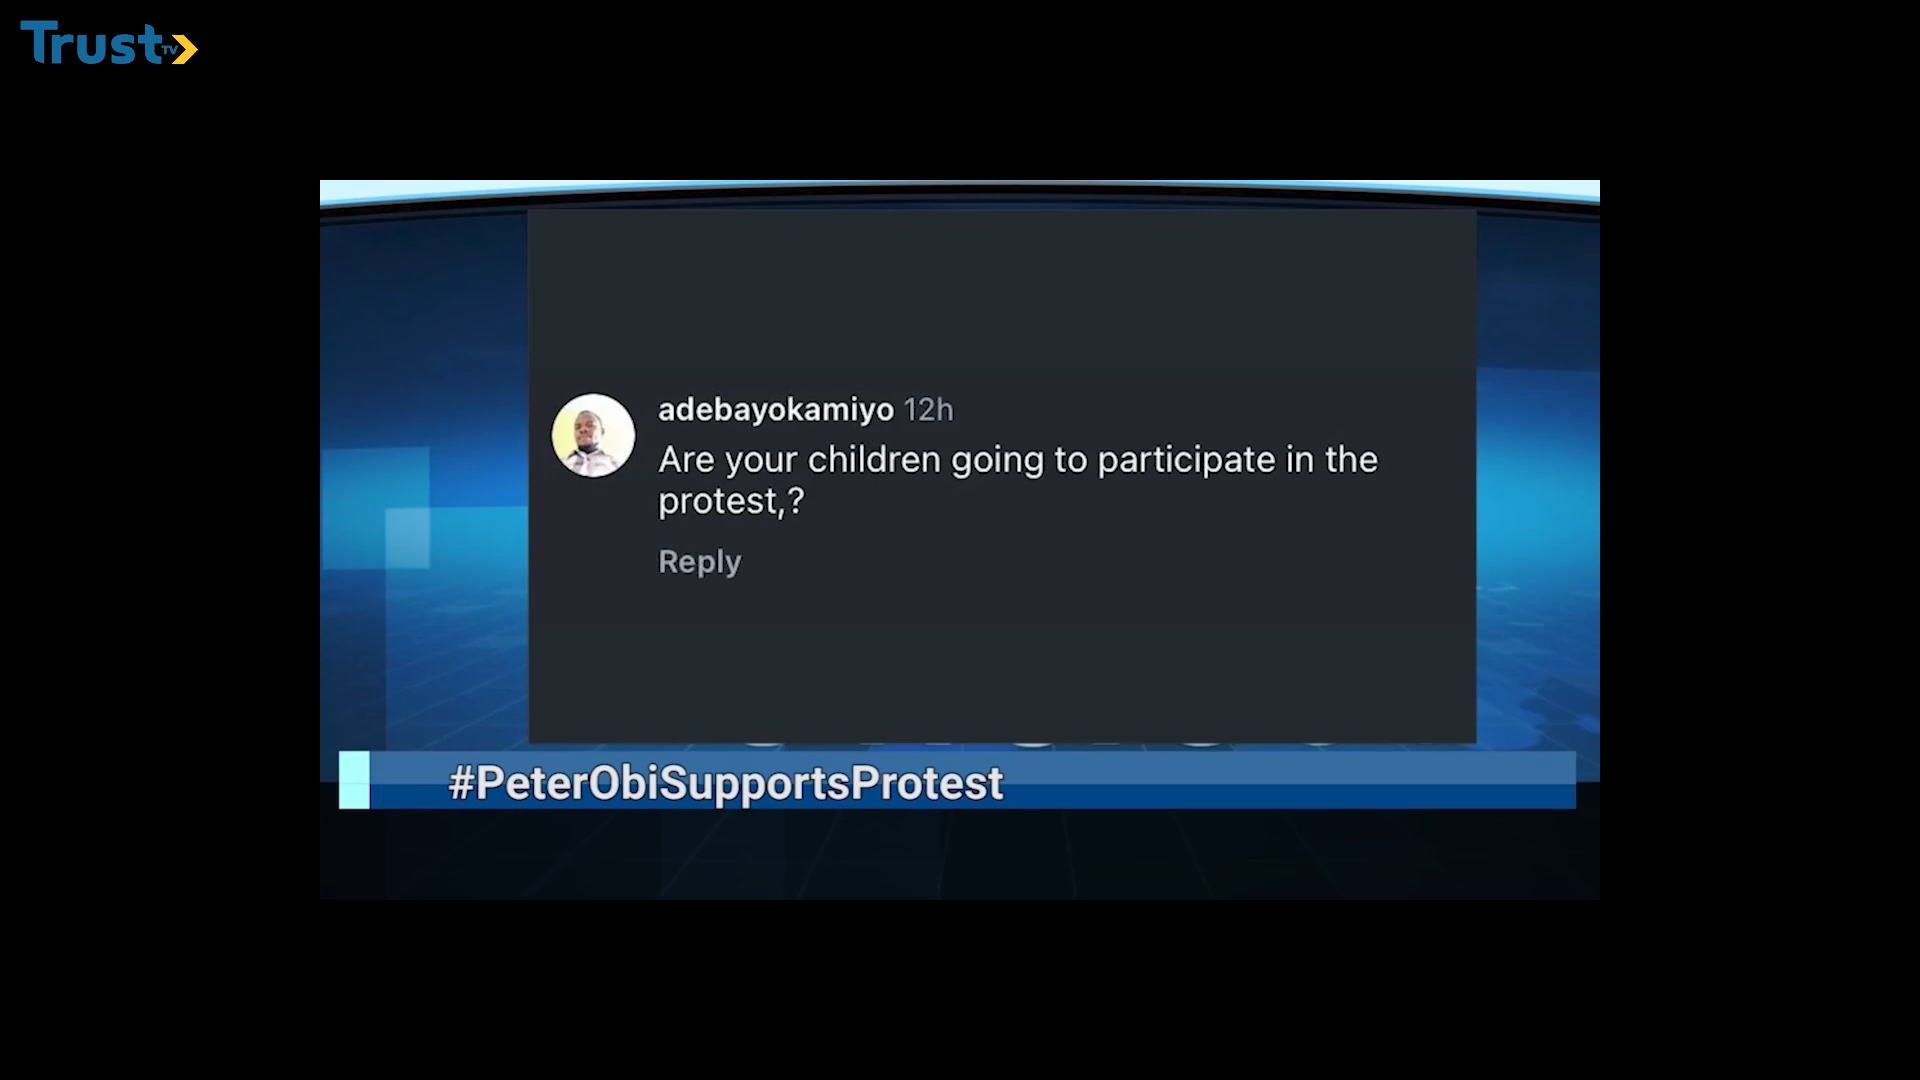 Trust TV
adebayokamiyo 12h
Are your children going to participate in the
protest,?
Reply
#PeterObiSupportsProtest